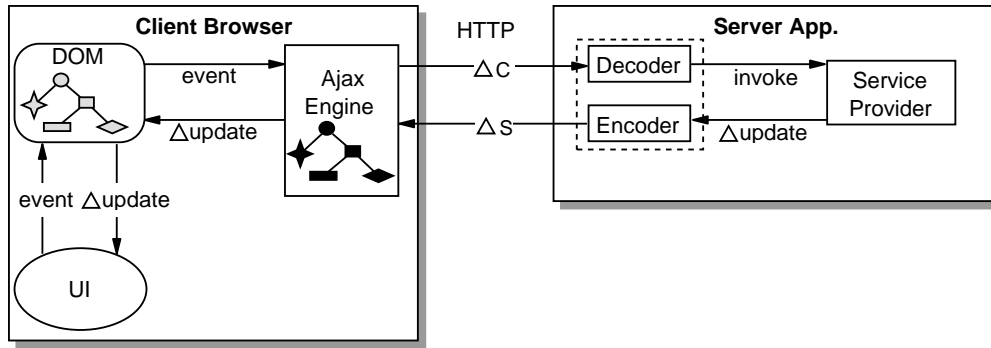 Client Browser
HTTP
Server App.
DOM
event
Ajax
Engine
△C
Decoder
invoke
Service
Provider
△update
△S
Encoder
△update
event △update
UI